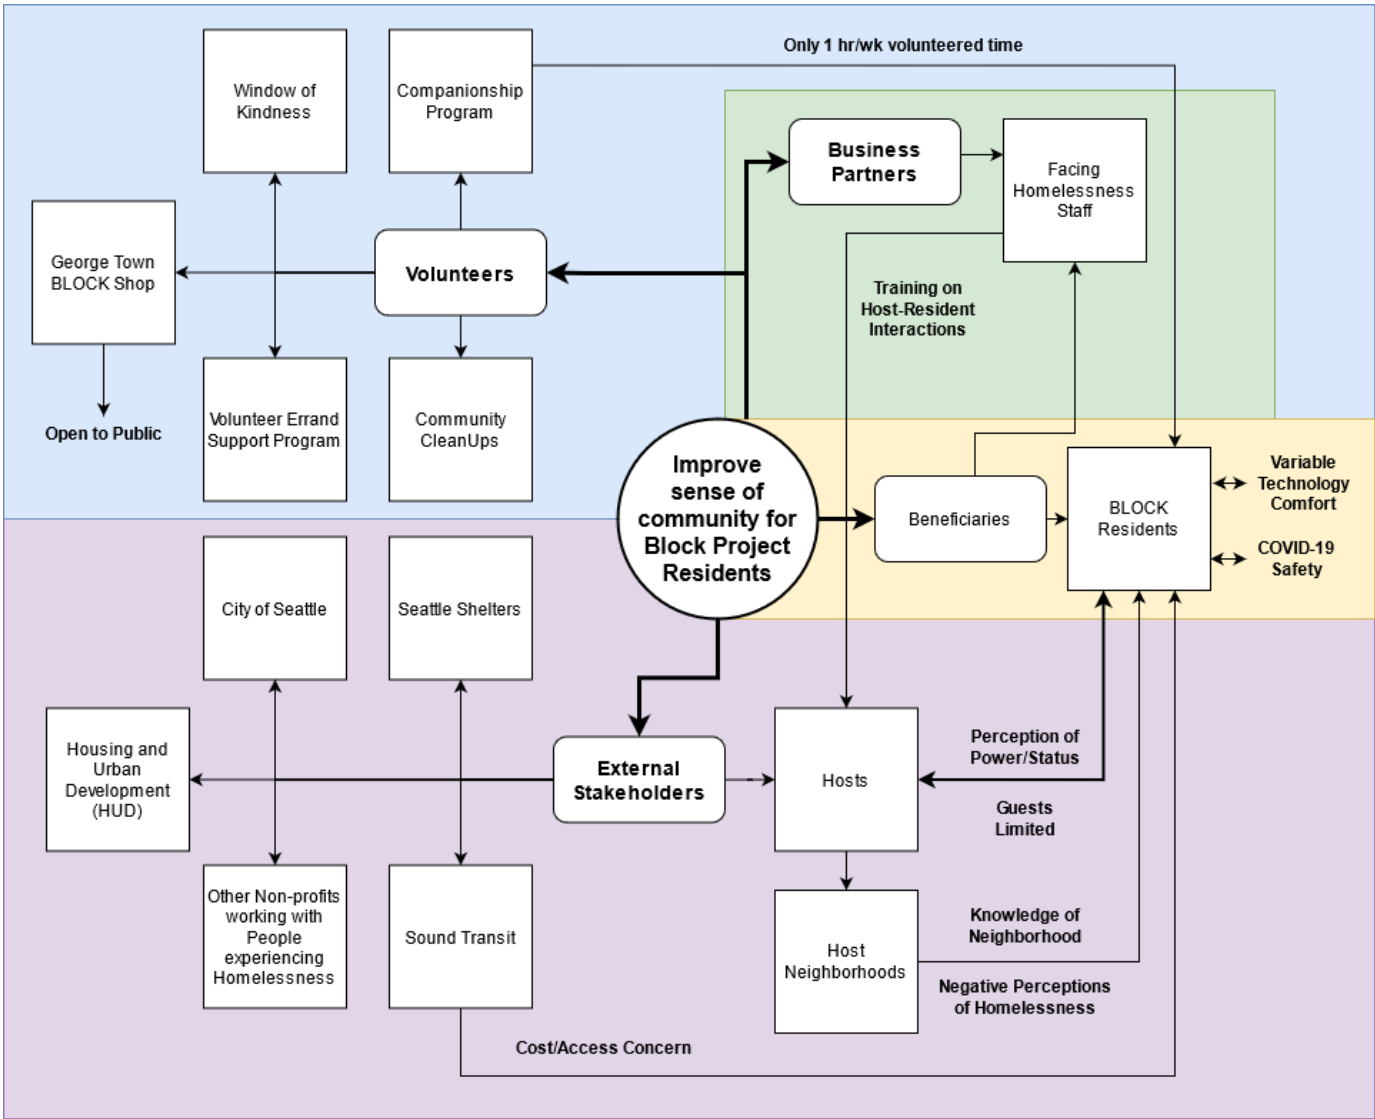 Only 1 hr/wk volunteered time
Window of
Kindness
Companionship
Program
Business
Partners
Facing
Homelessness
Staff
George Town
BLOCK Shop
Volunteers
Training on
Host-Resident
Interactions
Open to Public
Volunteer Errand
Support Program
Community
CleanUps
Improve
sense of
community for
Block Project
Residents
Beneficiaries
BLOCK
Residents
Variable
Technology
Comfort
COVID-19
Safety
City of Seattle
Seattle Shelters
Housing and
Urban
Development
(HUD)
External
Stakeholders
Hosts
Perception of
Power/Status
Guests
Limited
Other Non-profits
working with
People
experiencing
Homelessness
Sound Transit
Host
Neighborhoods
Knowledge of
Neighborhood
Negative Perceptions
of Homelessness
Cost/Access Concern